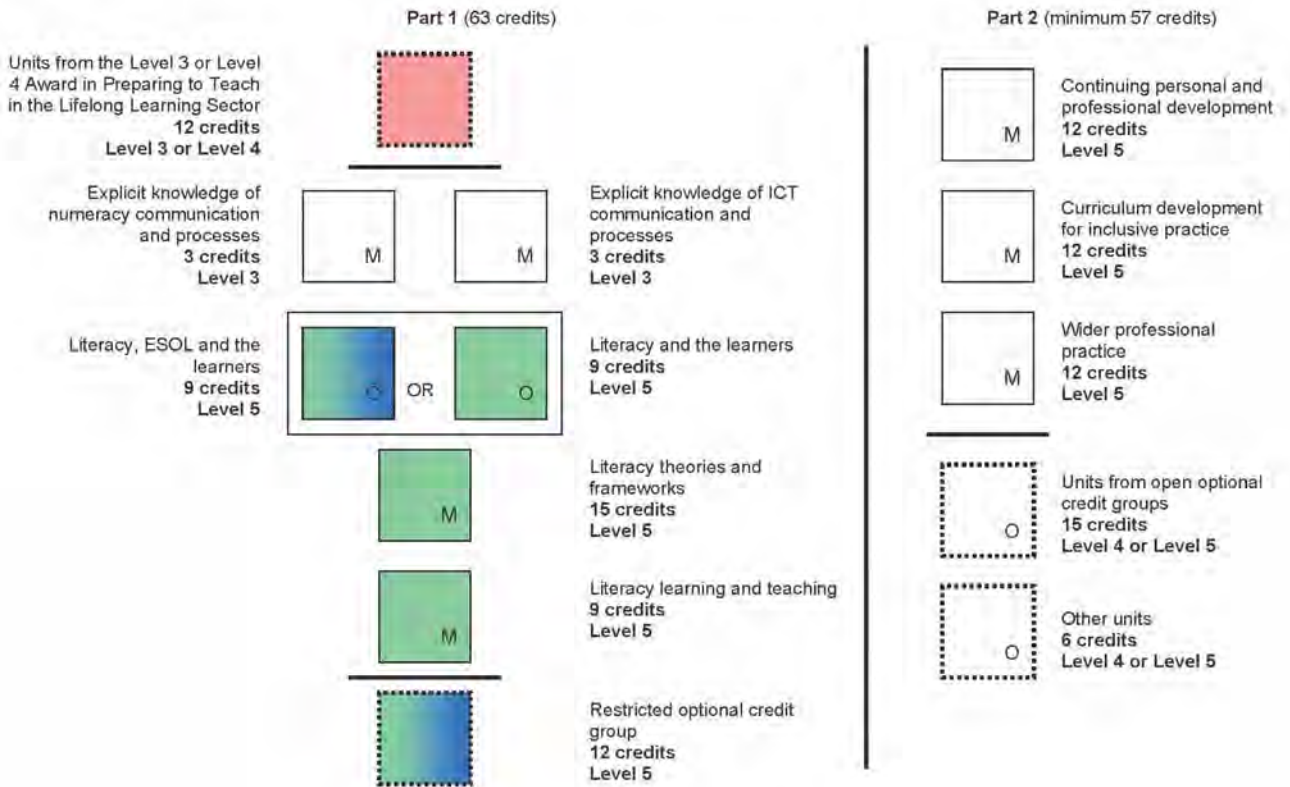 Part 1 (63 credits)
Units from the Level 3 or Level
4 Award in Preparing to Teach
in the Lifelong Learning Sector
12 credits
Level 3 or Level 4
Explicit knowledge of
numeracy communication
and processes
3 credits
Level 3
M
M
Explicit knowledge of ICT
communication and
processes
3 credits
Level 3
Literacy, ESOL and the
learners
9 credits
Level 5
O
OR
O
Literacy and the learners
9 credits
Level 5
M
Literacy theories and
frameworks
15 credits
Level 5
M
Literacy learning and teaching
9 credits
Level 5
Restricted optional credit
group
12 credits
Level 5
Part 2 (minimum 57 credits)
M
Continuing personal and
professional development
12 credits
Level 5
M
Curriculum development
for inclusive practice
12 credits
Level 5
M
Wider professional
practice
12 credits
Level 5
O
Units from open optional
credit groups
15 credits
Level 4 or Level 5
O
Other units
6 credits
Level 4 or Level 5